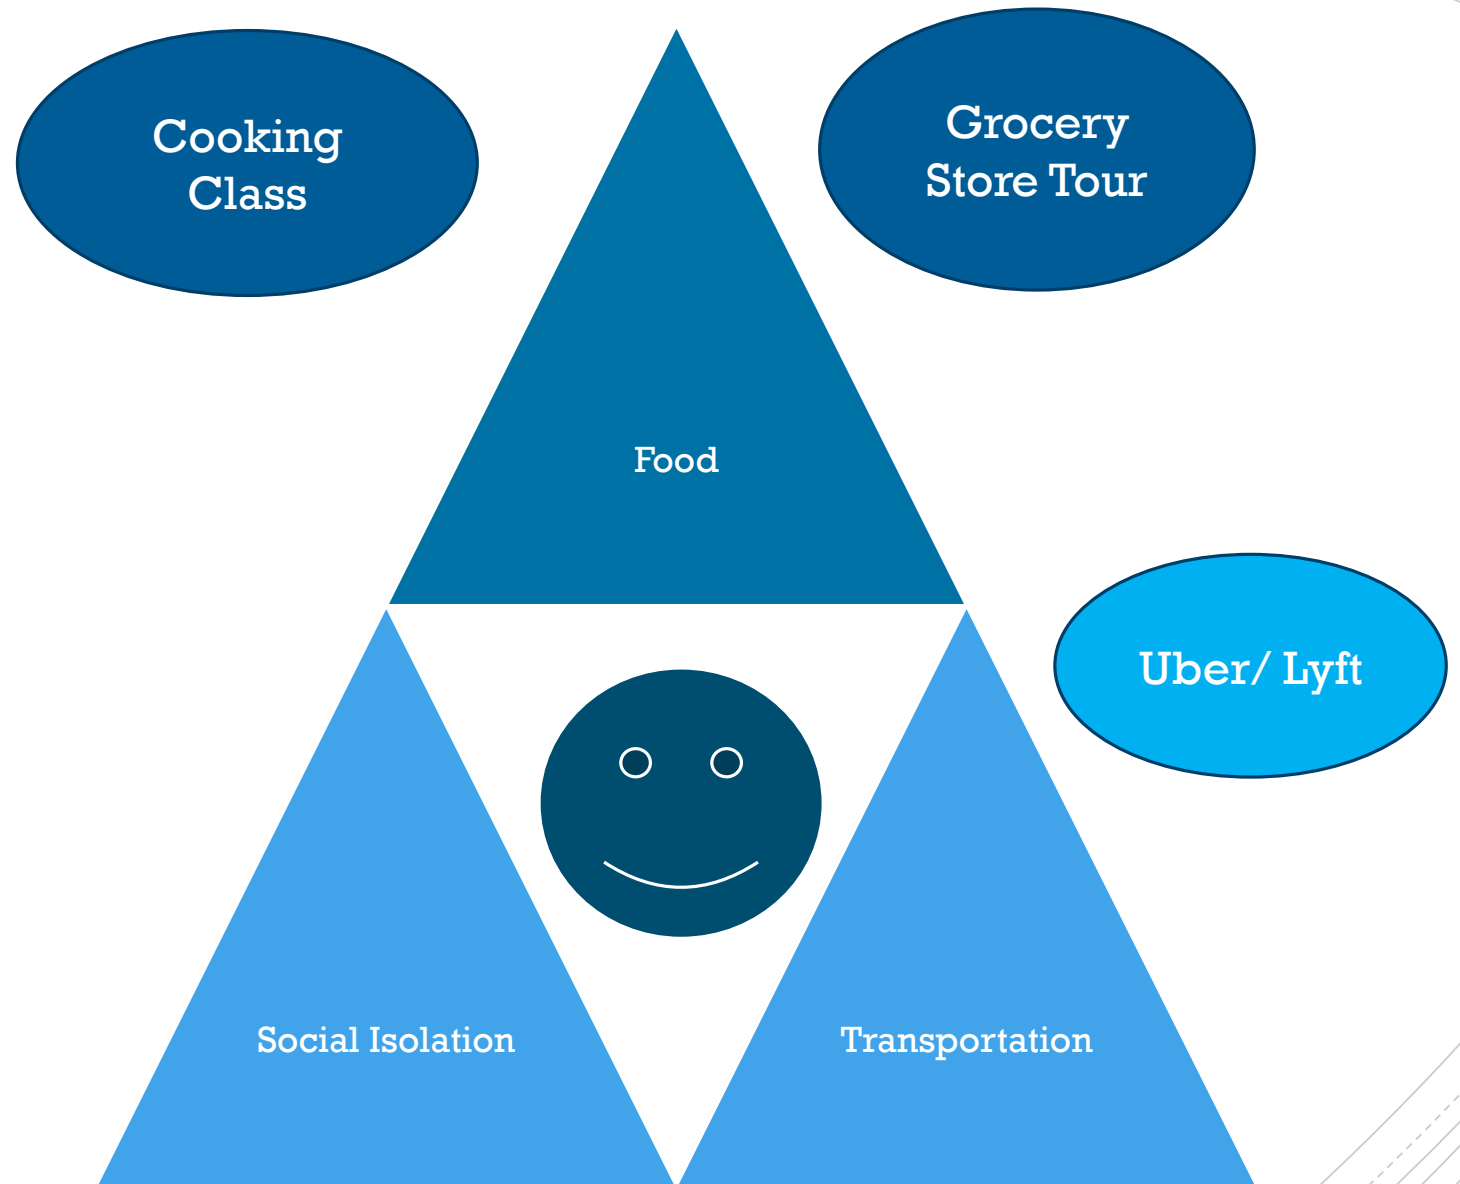 Cooking
Class
Grocery
Store Tour
Food
Uber/ Lyft
Social Isolation
Transportation